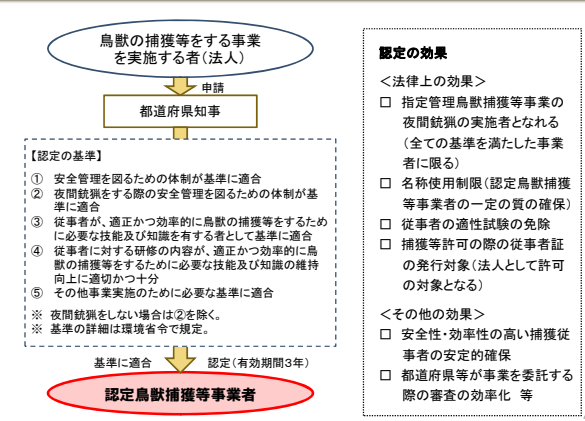 鳥獣の捕獲等をする事業
を実施する者(法人)
申請
都道府県知事
【認定の基準】
① 安全管理を図るための体制が基準に適合
② 夜間銃猟をする際の安全管理を図るための体制が基
準に適合
③ 従事者が、適正かつ効率的に鳥獣の捕獲等をするため
に必要な技能及び知識を有する者として基準に適合
④ 従事者に対する研修の内容が、適正かつ効率的に鳥
獣の捕獲等をするために必要な技能及び知識の維持
向上に適切かつ十分
⑤ その他事業実施のために必要な基準に適合
※ 夜間銃猟をしない場合は②を除く。
※ 基準の詳細は環境省令で規定。
基準に適合 認定(有効期間3年)
認定鳥獣捕獲等事業者
認定の効果
<法律上の効果>
□ 指定管理鳥獣捕獲等事業の
夜間銃猟の実施者となれる
(全ての基準を満たした事業
者に限る)
□ 名称使用制限(認定鳥獣捕獲
等事業者の一定の質の確保)
□ 従事者の適性試験の免除
□ 捕獲等許可の際の従事者証
の発行対象(法人として許可
の対象となる)
<その他の効果>
□ 安全性・効率性の高い捕獲従
事者の安定的確保
□ 都道府県等が事業を委託する
際の審査の効率化 等